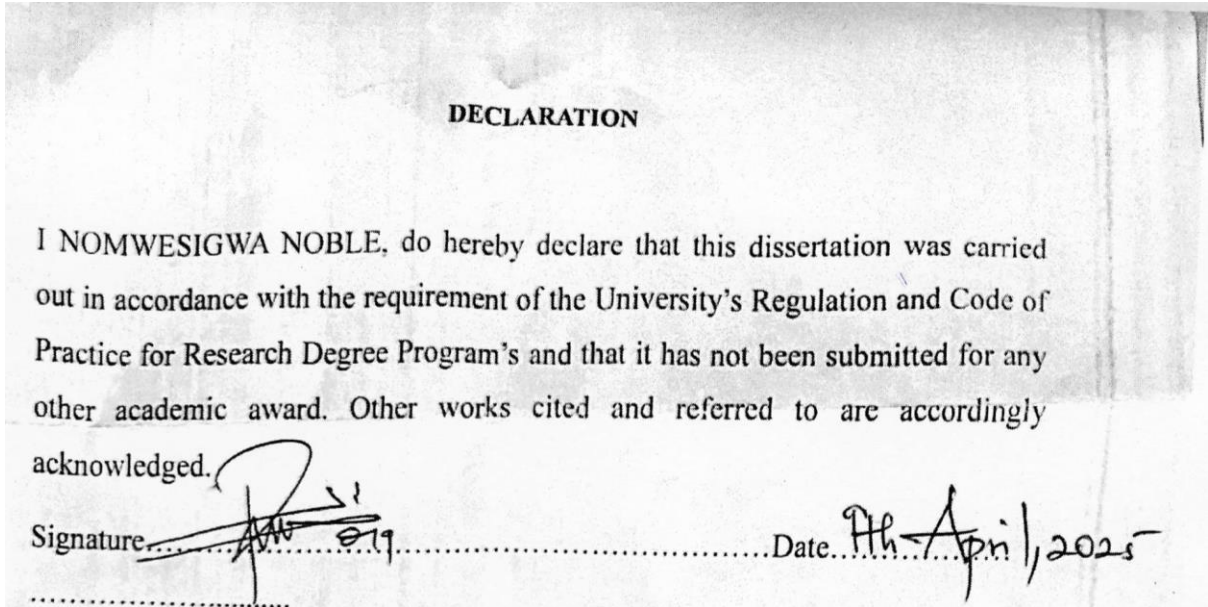 DECLARATION
I NOMWESIGWA NOBLE, do hereby declare that this dissertation was carried
out in accordance with the requirement of the University's Regulation and Code of
Practice for Research Degree Program's and that it has not been submitted for any
other academic award. Other works cited and referred to are accordingly
acknowledged.
Signature.......................................................Date..9th April, 2025
..............................